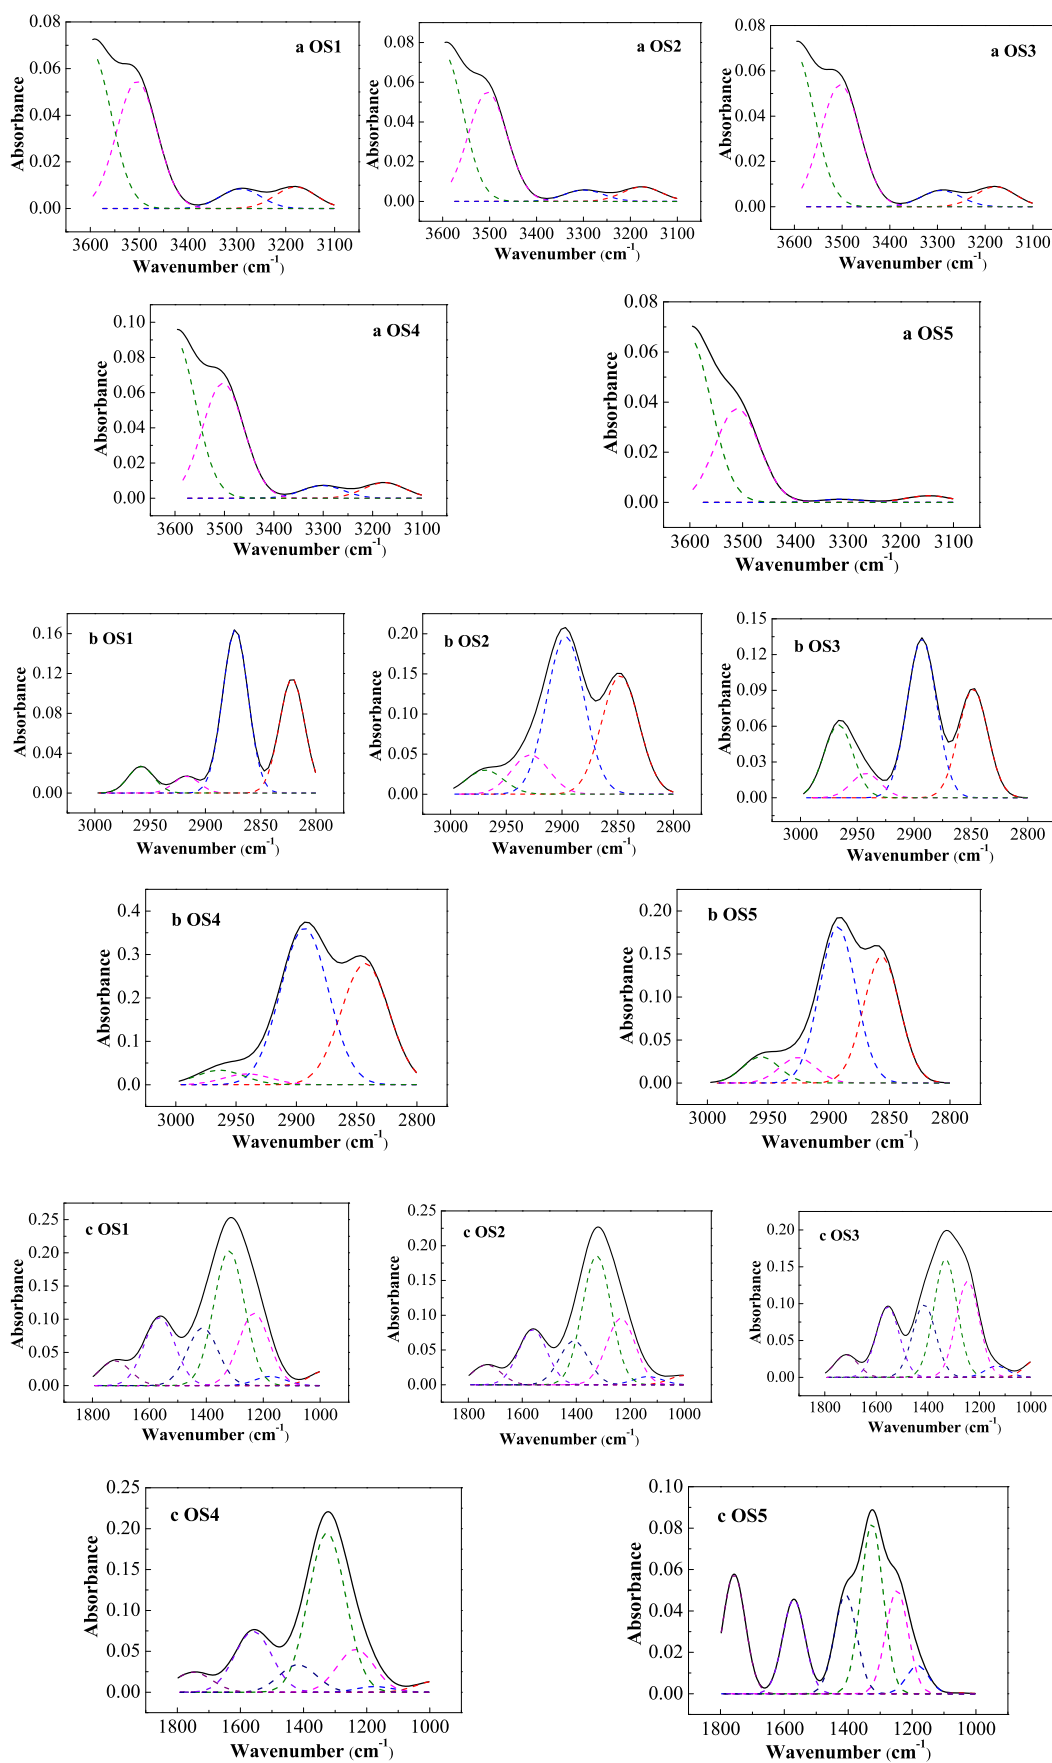 a OS1
0.08
0.06
0.04
0.02
0.00
Absorbance
3600 3500 3400 3300 3200 3100
Wavenumber (cm-1)
a OS2
0.08
0.06
0.04
0.02
0.00
Absorbance
3600 3500 3400 3300 3200 3100
Wavenumber (cm-1)
a OS3
0.08
0.06
0.04
0.02
0.00
Absorbance
3600 3500 3400 3300 3200 3100
Wavenumber (cm-1)
a OS4
0.10
0.08
0.06
0.04
0.02
0.00
Absorbance
3600 3500 3400 3300 3200 3100
Wavenumber (cm-1)
a OS5
0.08
0.06
0.04
0.02
0.00
Absorbance
3600 3500 3400 3300 3200 3100
Wavenumber (cm-1)
b OS1
0.16
0.12
0.08
0.04
0.00
Absorbance
3000 2950 2900 2850 2800
Wavenumber (cm-1)
b OS2
0.20
0.15
0.10
0.05
0.00
Absorbance
3000 2950 2900 2850 2800
Wavenumber (cm-1)
b OS3
0.15
0.12
0.09
0.06
0.03
0.00
Absorbance
3000 2950 2900 2850 2800
Wavenumber (cm-1)
b OS4
0.4
0.3
0.2
0.1
0.0
Absorbance
3000 2950 2900 2850 2800
Wavenumber (cm-1)
b OS5
0.20
0.15
0.10
0.05
0.00
Absorbance
3000 2950 2900 2850 2800
Wavenumber (cm-1)
c OS1
0.25
0.20
0.15
0.10
0.05
0.00
Absorbance
1800 1600 1400 1200 1000
Wavenumber (cm-1)
c OS2
0.25
0.20
0.15
0.10
0.05
0.00
Absorbance
1800 1600 1400 1200 1000
Wavenumber (cm-1)
c OS3
0.20
0.15
0.10
0.05
0.00
Absorbance
1800 1600 1400 1200 1000
Wavenumber (cm-1)
c OS4
0.25
0.20
0.15
0.10
0.05
0.00
Absorbance
1800 1600 1400 1200 1000
Wavenumber (cm-1)
c OS5
0.10
0.08
0.06
0.04
0.02
0.00
Absorbance
1800 1600 1400 1200 1000
Wavenumber (cm-1)